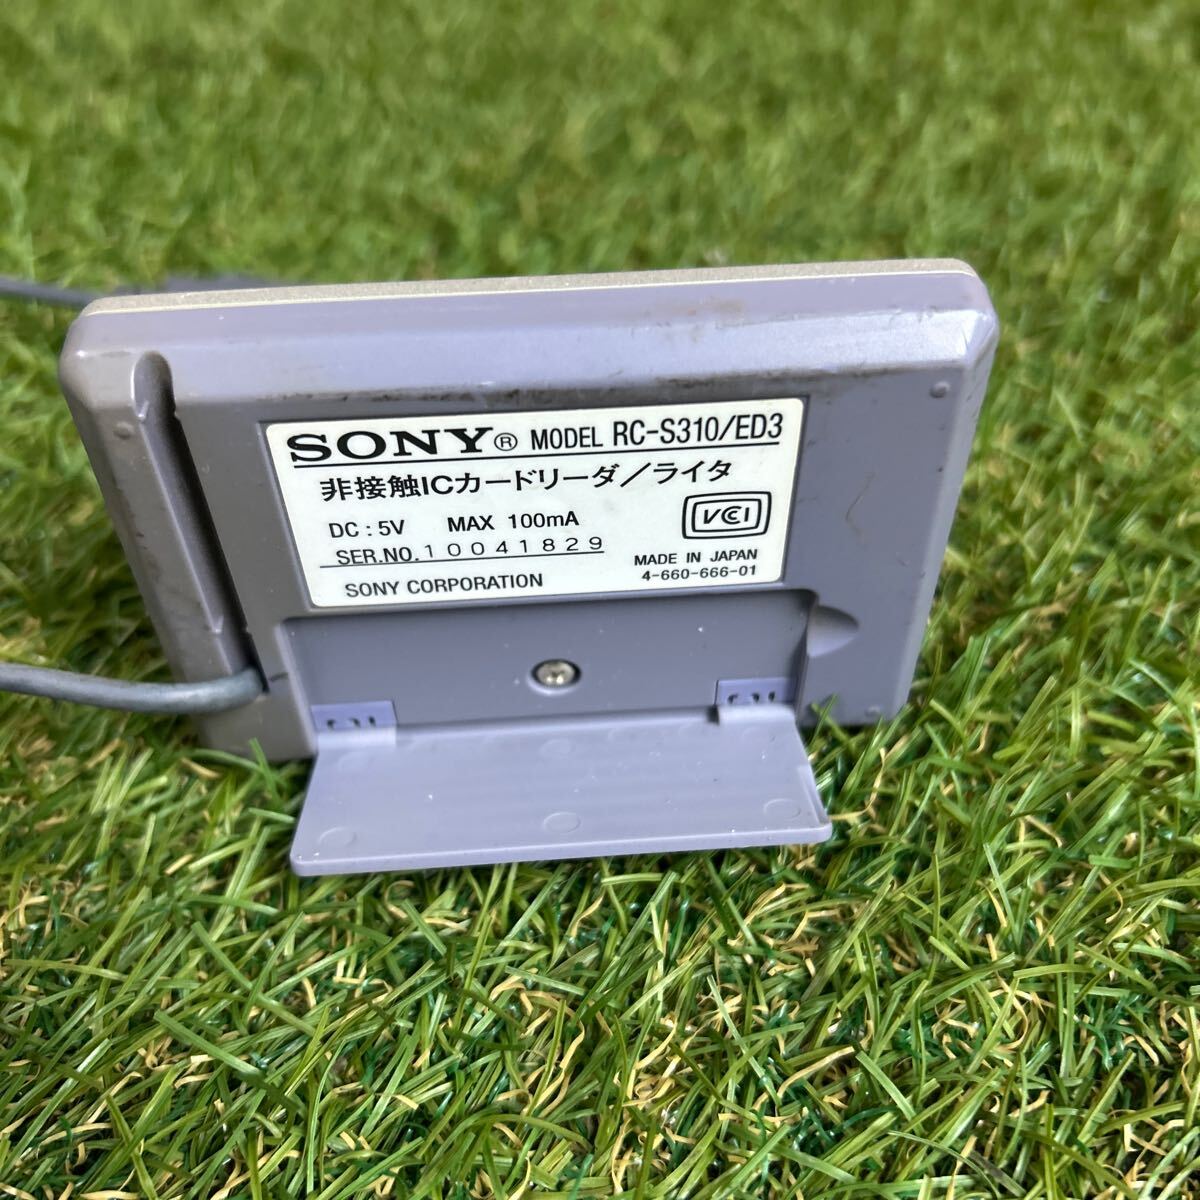 SONY® MODEL RC-S310/ED3
非接触ICカードリーダ/ライタ
DC : 5V MAX 100mA
SER.NO. 10041829
VCI
MADE IN JAPAN
SONY CORPORATION 4-660-666-01